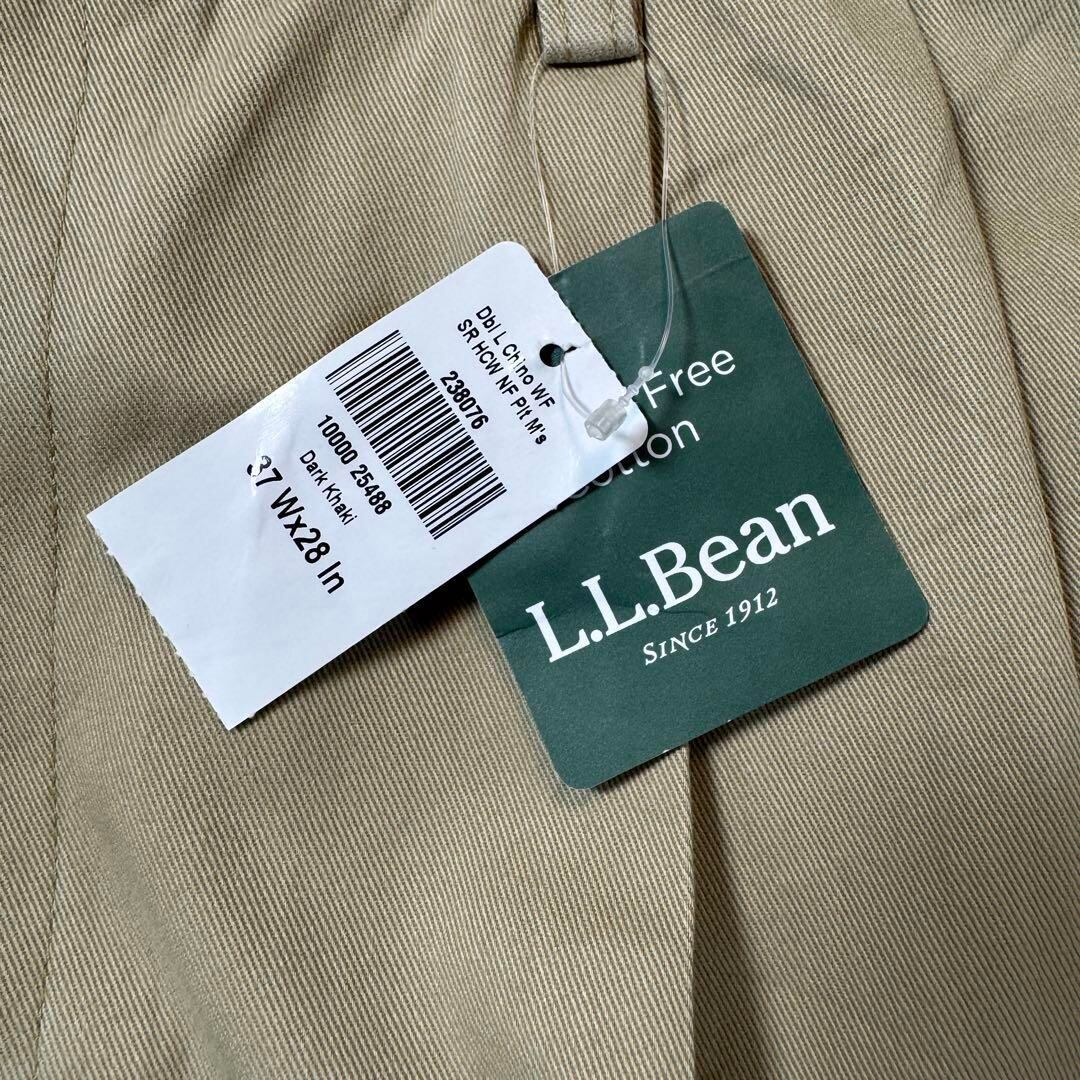 Dbl L Chino WF
SR HCW NF Plt M's
238076
10000 25488
Dark Khaki
37 Wx28 In
Free
Cotton
L.L.Bean
SINCE 1912